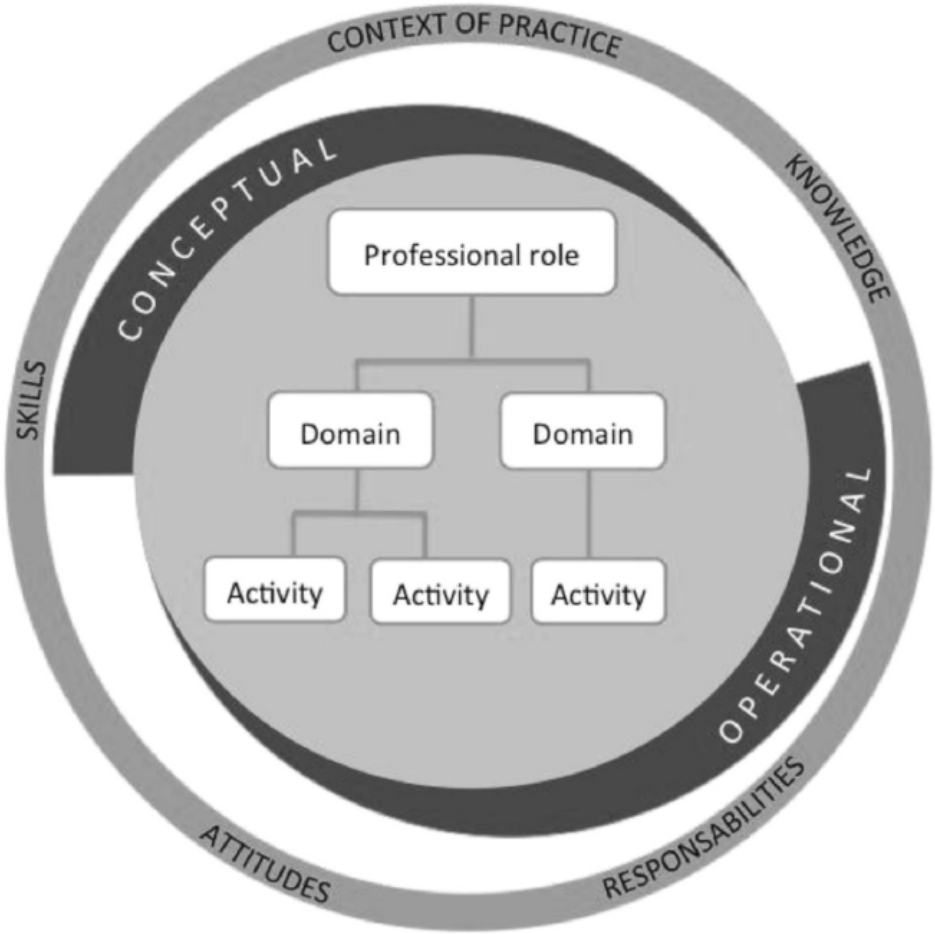 CONTEXT OF PRACTICE
KNOWLEDGE
RESPONSABILITIES
ATTITUDES
SKILLS
CONCEPTUAL
OPERATIONAL
Professional role
Domain
Domain
Activity
Activity
Activity